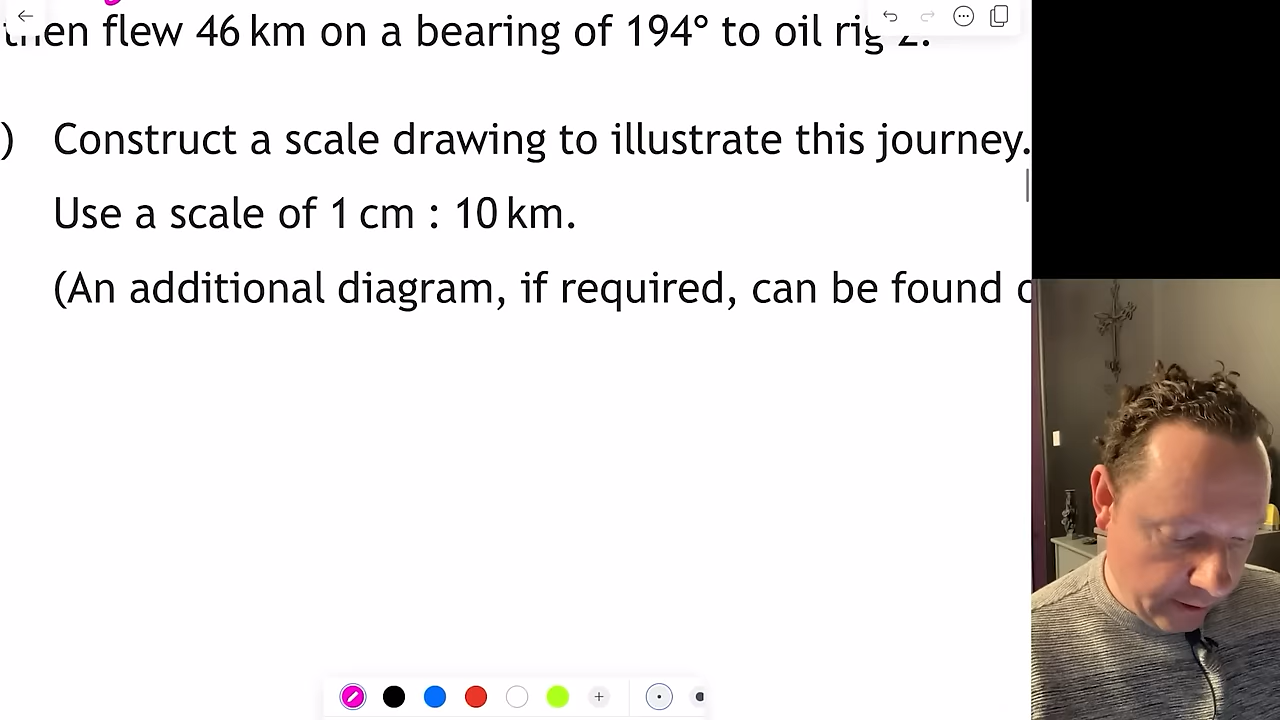 then flew 46 km on a bearing of 194° to oil rig 2.
) Construct a scale drawing to illustrate this journey.
Use a scale of 1 cm : 10 km.
(An additional diagram, if required, can be found